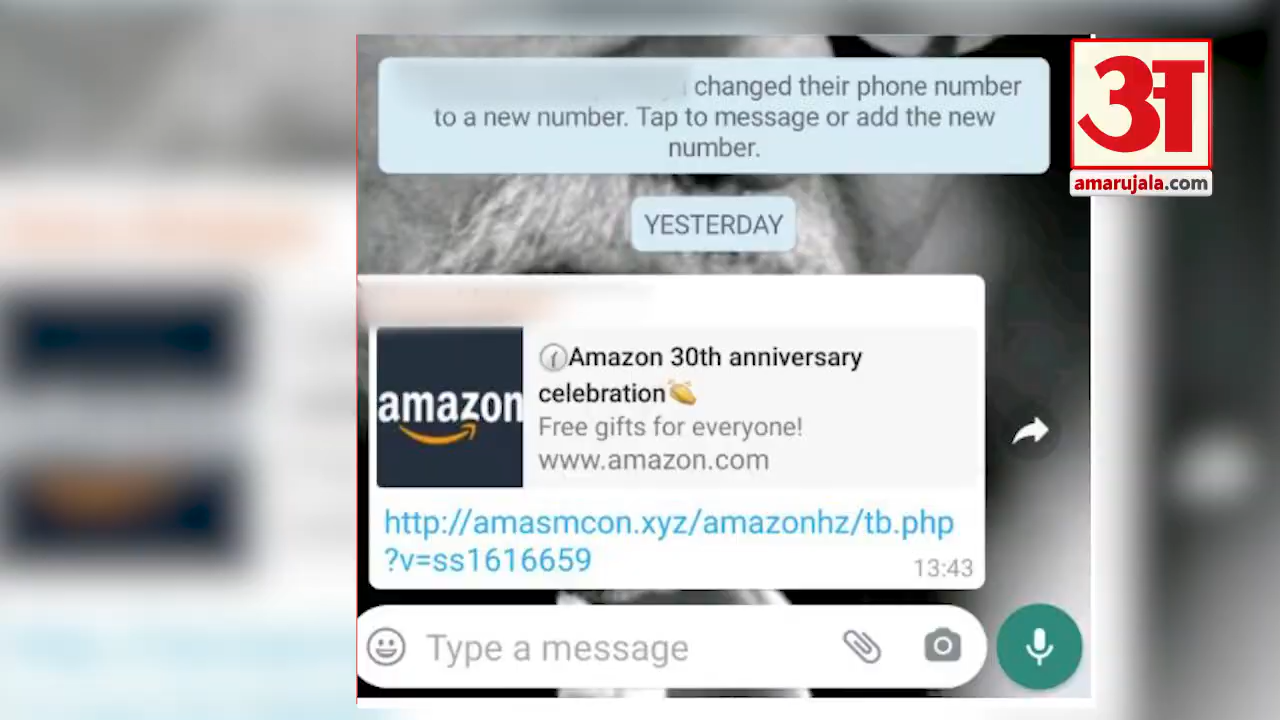 changed their phone number
to a new number. Tap to message or add the new
number.
अ
amarujala.com
YESTERDAY
amazon
🕜Amazon 30th anniversary
celebration👏
Free gifts for everyone!
www.amazon.com
http://amasmcon.xyz/amazonhz/tb.php
?v=ss1616659
13:43
Type a message